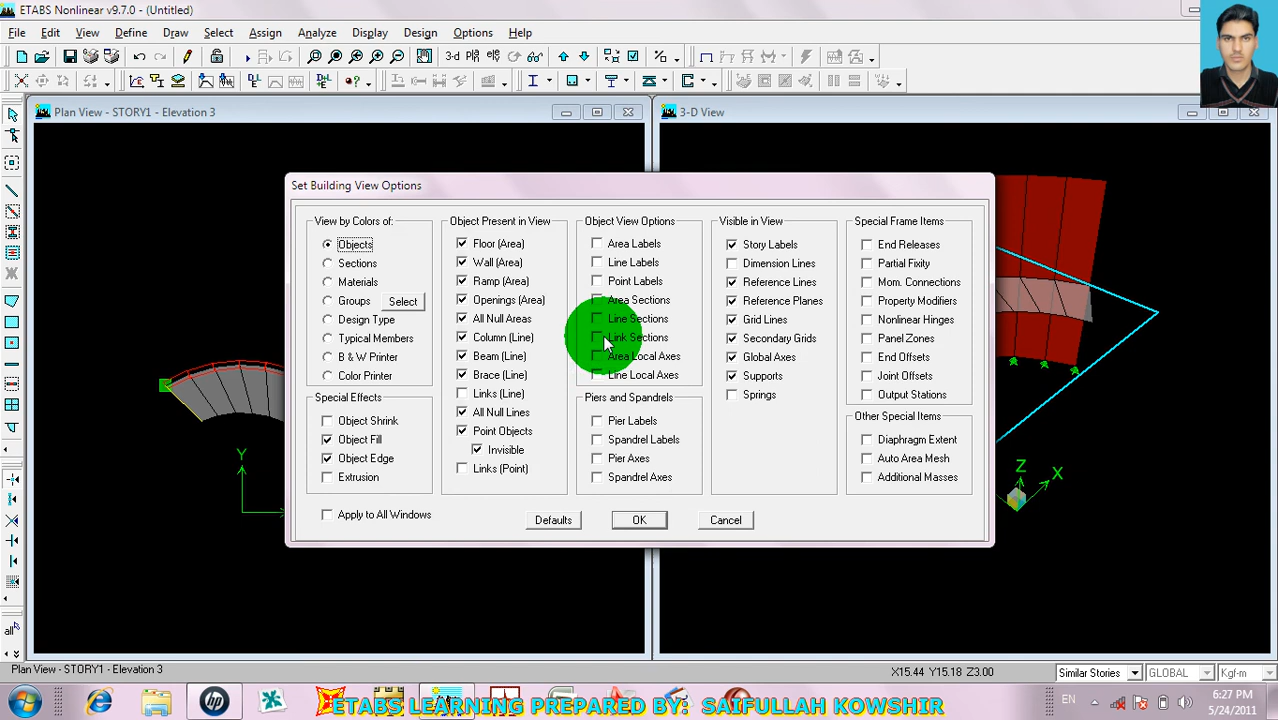 ETABS Nonlinear v9.7.0 - (Untitled)
File Edit View Define Draw Select Assign Analyze Display Design Options Help
3-d
Plan View - STORY1 - Elevation 3
3-D View
Set Building View Options
View by Colors of:
Objects
Sections
Materials
Groups
Select
Design Type
Typical Members
B & W Printer
Color Printer
Special Effects
Object Shrink
Object Fill
Object Edge
Extrusion
Apply to All Windows
Object Present in View
Floor (Area)
Wall (Area)
Ramp (Area)
Openings (Area)
All Null Areas
Column (Line)
Beam (Line)
Brace (Line)
Links (Line)
All Null Lines
Point Objects
Invisible
Links (Point)
Object View Options
Area Labels
Line Labels
Point Labels
Area Sections
Line Sections
Link Sections
Area Local Axes
Line Local Axes
Piers and Spandrels
Pier Labels
Spandrel Labels
Pier Axes
Spandrel Axes
Visible in View
Story Labels
Dimension Lines
Reference Lines
Reference Planes
Grid Lines
Secondary Grids
Global Axes
Supports
Springs
Special Frame Items
End Releases
Partial Fixity
Mom. Connections
Property Modifiers
Nonlinear Hinges
Panel Zones
End Offsets
Joint Offsets
Output Stations
Other Special Items
Diaphragm Extent
Auto Area Mesh
Additional Masses
Defaults
OK
Cancel
Y
Z
X
all
Plan View - STORY1 - Elevation 3
X15.44 Y15.18 Z3.00
Similar Stories
GLOBAL
Kgf-m
EN
6:27 PM
5/24/2011
ETABS LEARNING PREPARED BY: SAIFULLAH KOWSHIR